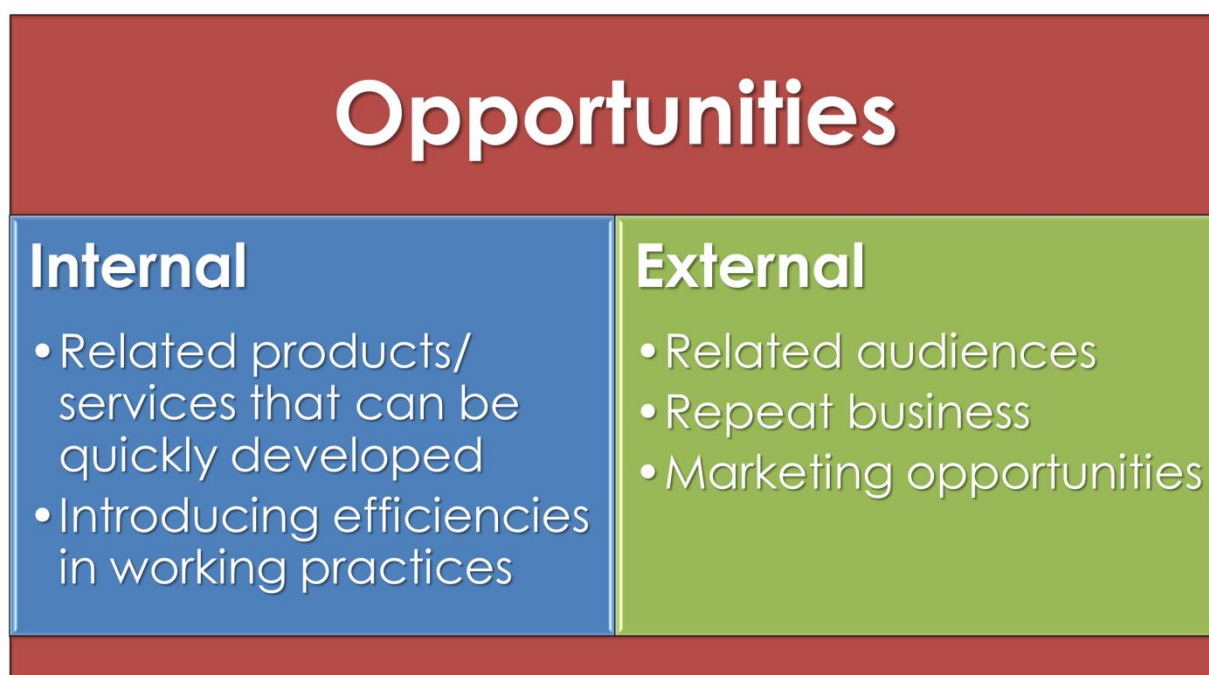 Opportunities
Internal
•Related products/
services that can be
quickly developed
•Introducing efficiencies
in working practices
External
•Related audiences
•Repeat business
•Marketing opportunities